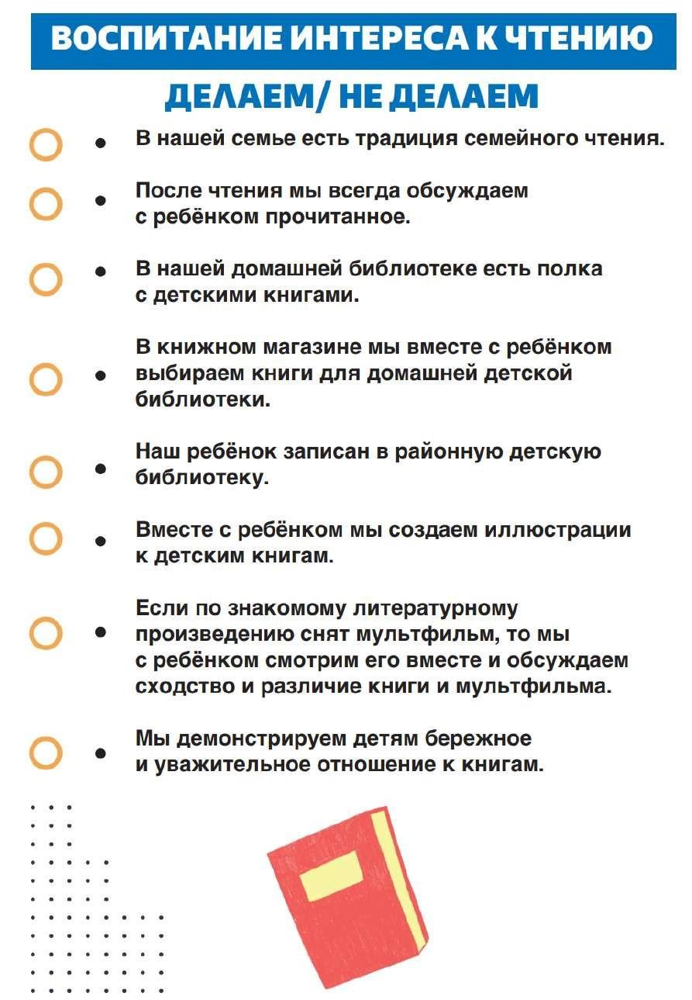 ВОСПИТАНИЕ ИНТЕРЕСА К ЧТЕНИЮ
ДЕЛАЕМ/ НЕ ДЕЛАЕМ
• В нашей семье есть традиция семейного чтения.
• После чтения мы всегда обсуждаем
с ребёнком прочитанное.
• В нашей домашней библиотеке есть полка
с детскими книгами.
В книжном магазине мы вместе с ребёнком
• выбираем книги для домашней детской
библиотеки.
• Наш ребёнок записан в районную детскую
библиотеку.
• Вместе с ребёнком мы создаем иллюстрации
к детским книгам.
Если по знакомому литературному
• произведению снят мультфильм, то мы
с ребёнком смотрим его вместе и обсуждаем
сходство и различие книги и мультфильма.
• Мы демонстрируем детям бережное
и уважительное отношение к книгам.